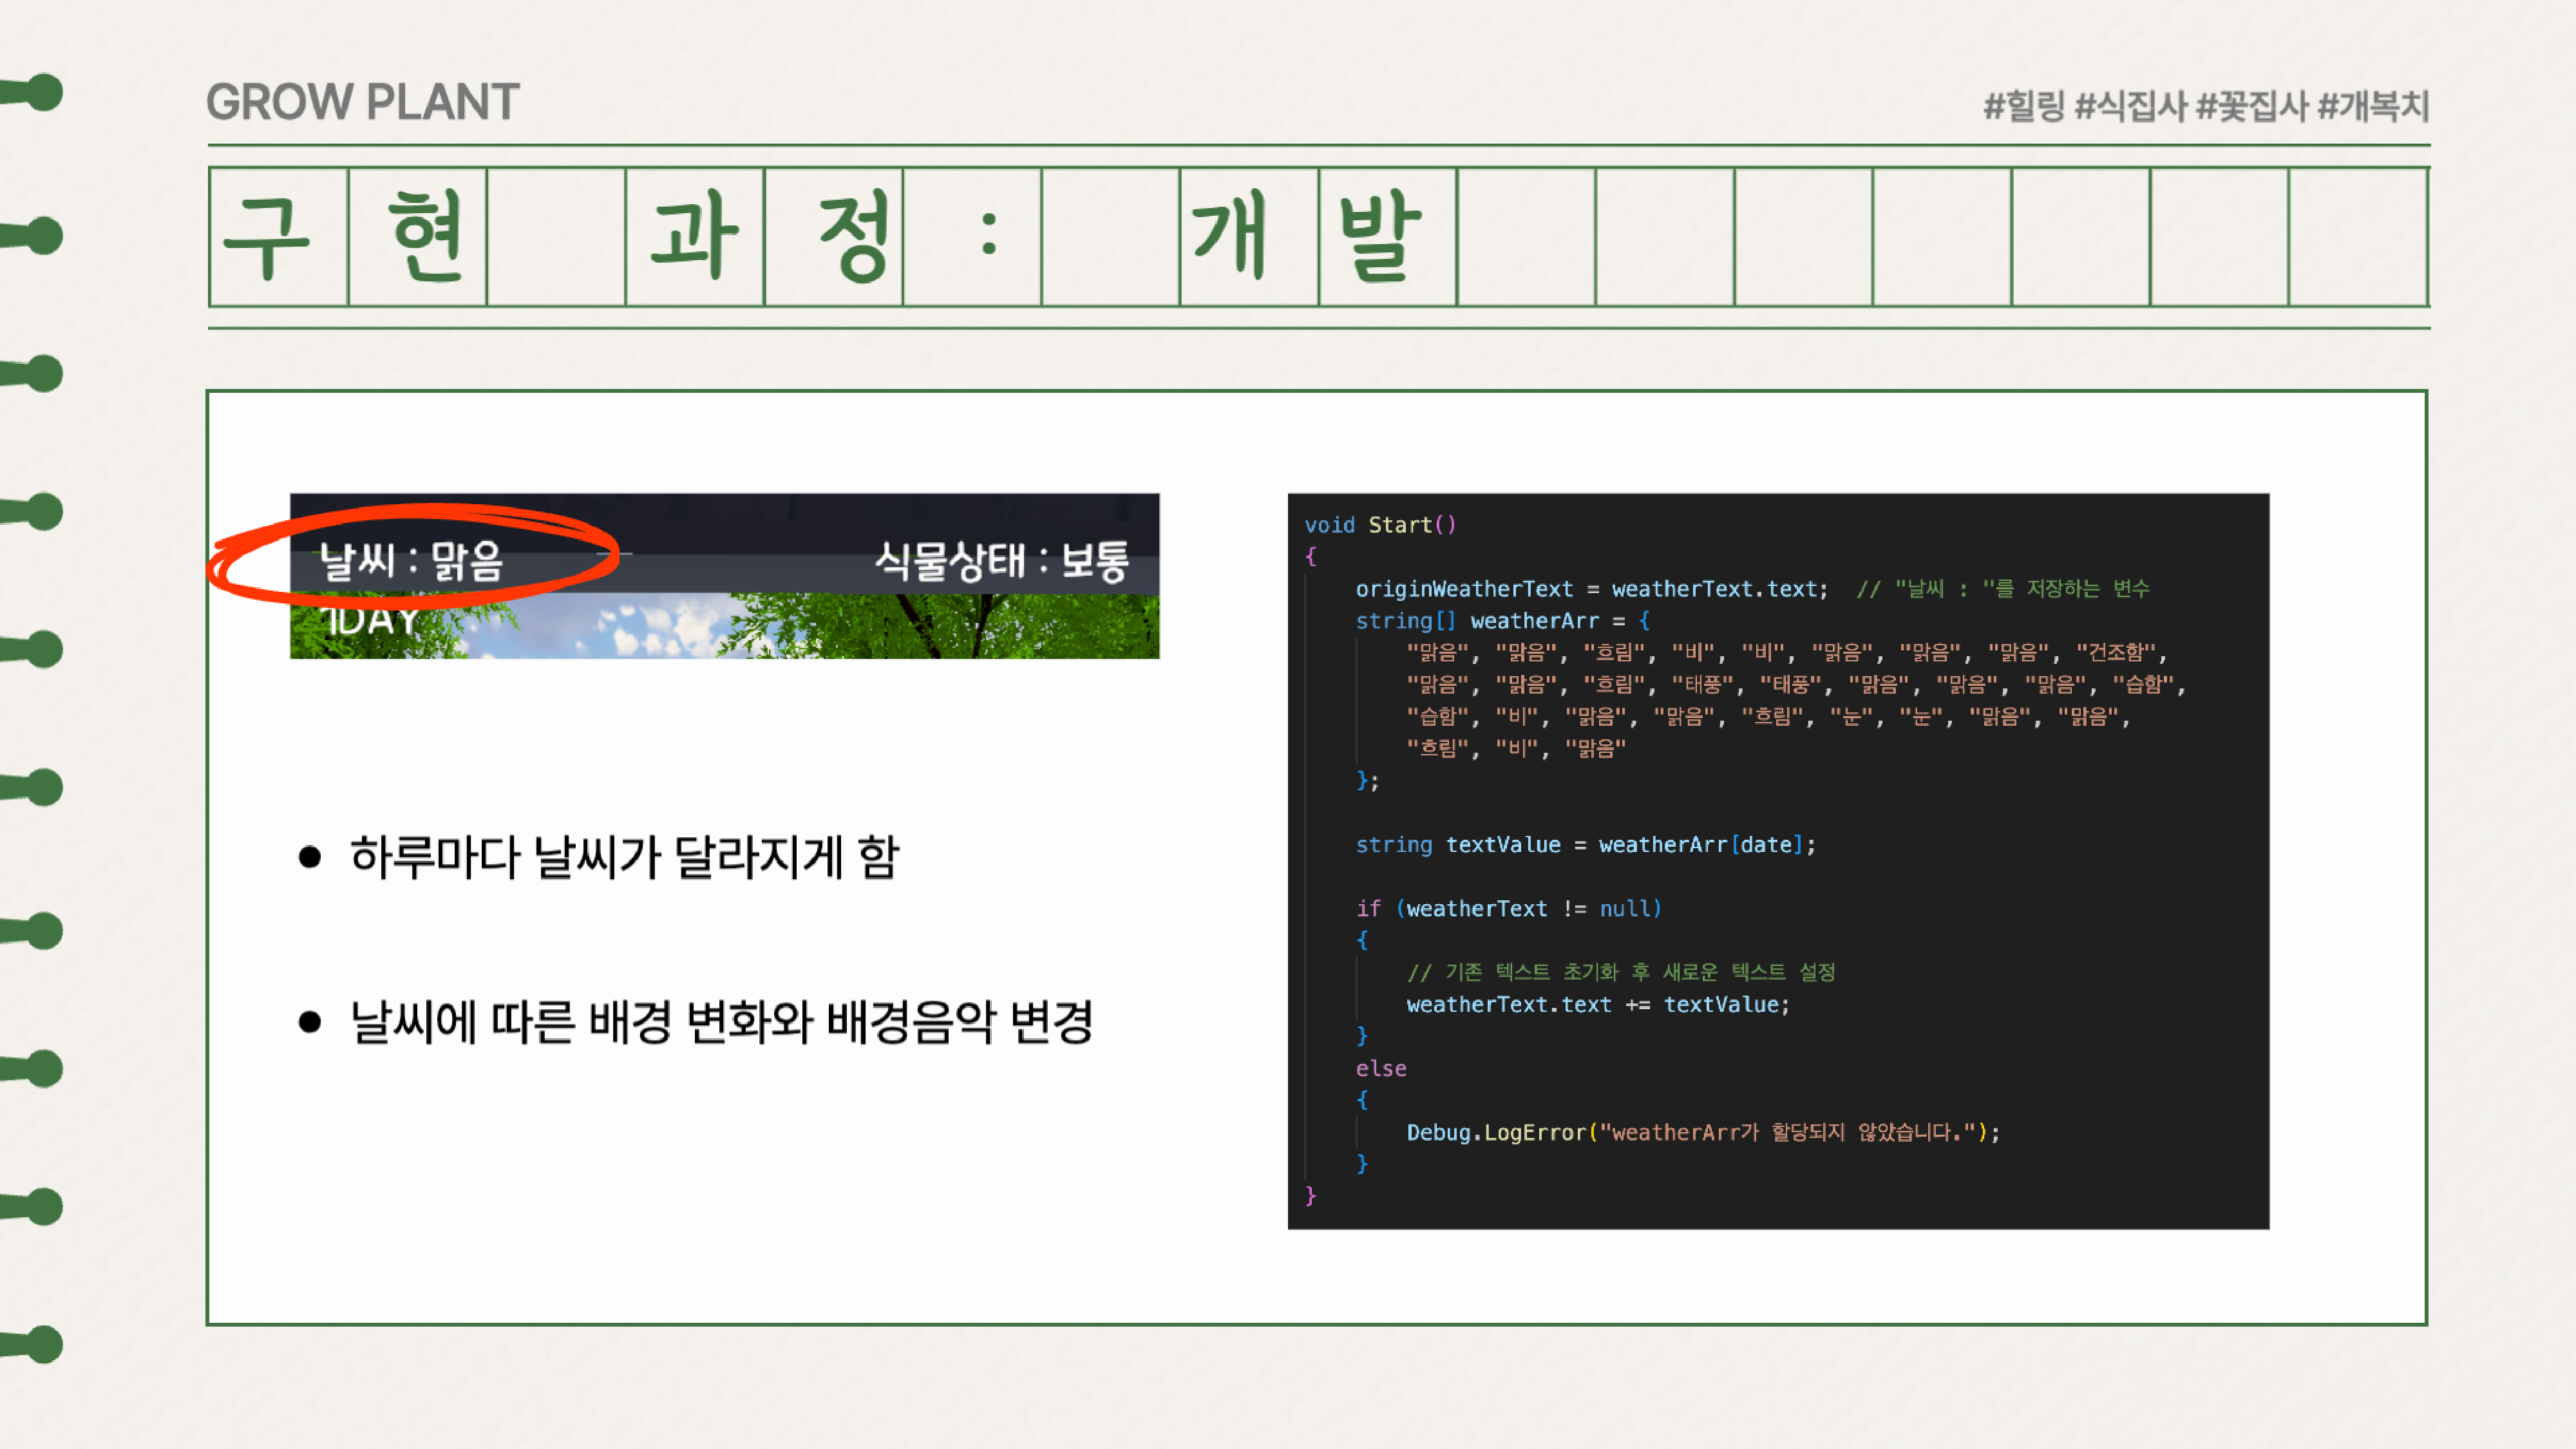 GROW PLANT
#힐링 #식집사 #꽃집사 #개복치
구현 과정 : 개발
날씨 : 맑음
식물상태 : 보통
1DAY
● 하루마다 날씨가 달라지게 함
● 날씨에 따른 배경 변화와 배경음악 변경
void Start()
{
originWeatherText = weatherText.text; // "날씨 : "를 저장하는 변수
string[] weatherArr = {
"맑음", "맑음", "흐림", "비", "비", "맑음", "맑음", "맑음", "건조함",
"맑음", "맑음", "흐림", "태풍", "태풍", "맑음", "맑음", "맑음", "습함",
"습함", "비", "맑음", "맑음", "흐림", "눈", "눈", "맑음", "맑음",
"흐림", "비", "맑음"
};
string textValue = weatherArr[date];
if (weatherText != null)
{
// 기존 텍스트 초기화 후 새로운 텍스트 설정
weatherText.text += textValue;
}
else
{
Debug.LogError("weatherArr가 할당되지 않았습니다.");
}
}